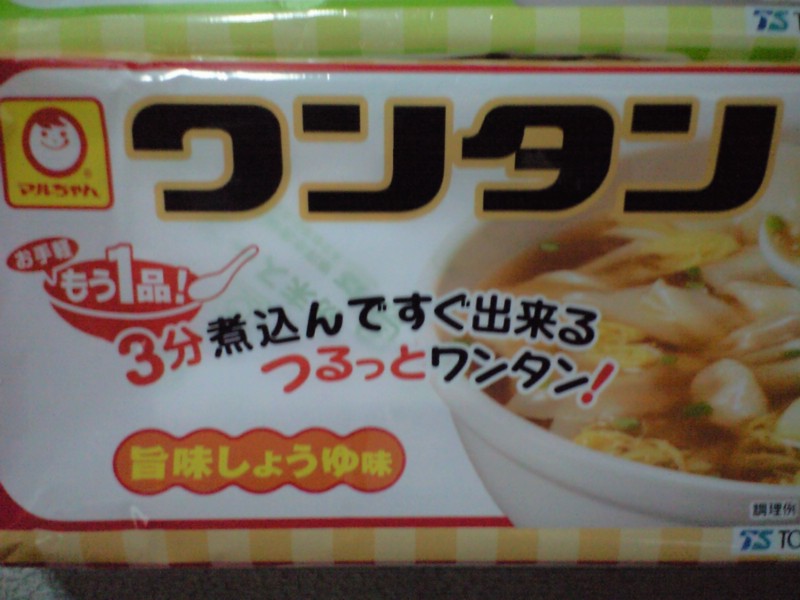 TS T
ワンタン
®
マルちゃん
お手軽
もう1品!
3分煮込んですぐ出来る
つるっとワンタン!
旨味しょうゆ味
調理例
TS TO